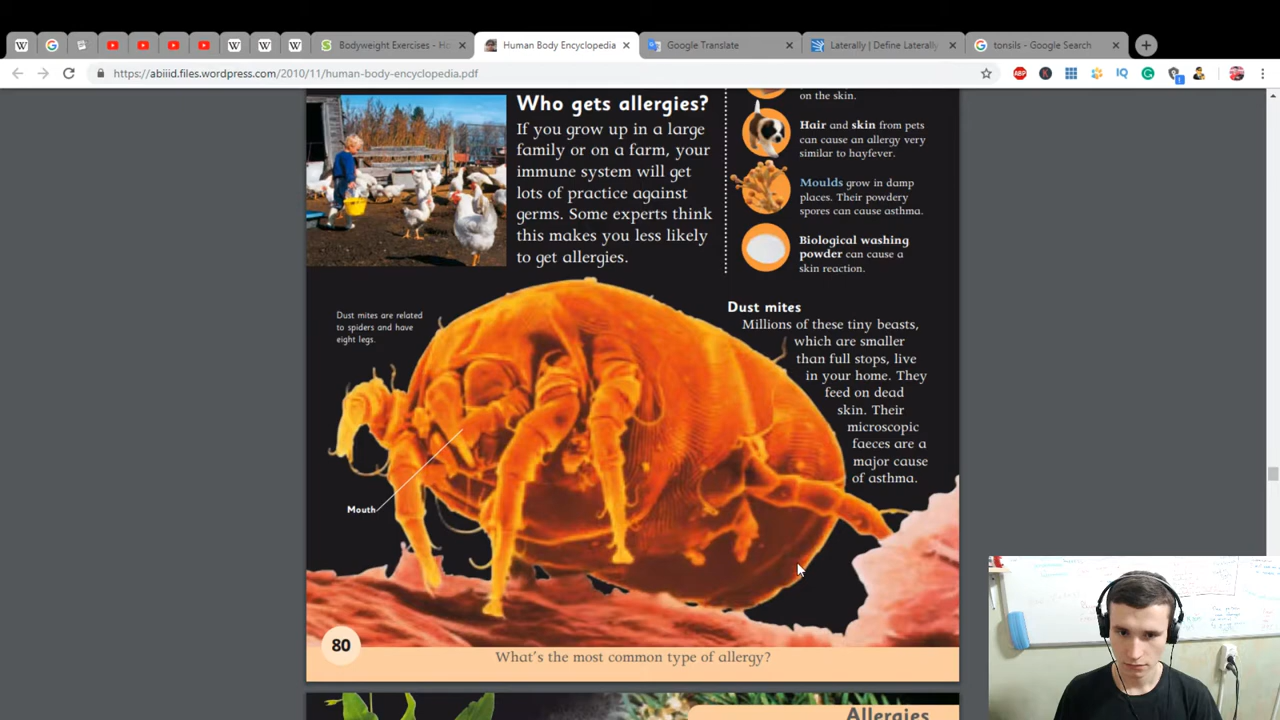 Bodyweight Exercises - H
Human Body Encyclopedia
Google Translate
Laterally | Define Laterally
tonsils - Google Search
https://abiiid.files.wordpress.com/2010/11/human-body-encyclopedia.pdf
ABP
K
IQ
1
Who gets allergies?
If you grow up in a large
family or on a farm, your
immune system will get
lots of practice against
germs. Some experts think
this makes you less likely
to get allergies.
on the skin.
Hair and skin from pets
can cause an allergy very
similar to hayfever.
Moulds grow in damp
places. Their powdery
spores can cause asthma.
Biological washing
powder can cause a
skin reaction.
Dust mites are related
to spiders and have
eight legs.
Dust mites
Millions of these tiny beasts,
which are smaller
than full stops, live
in your home. They
feed on dead
skin. Their
microscopic
faeces are a
major cause
of asthma.
Mouth
80
What's the most common type of allergy?
Allergies